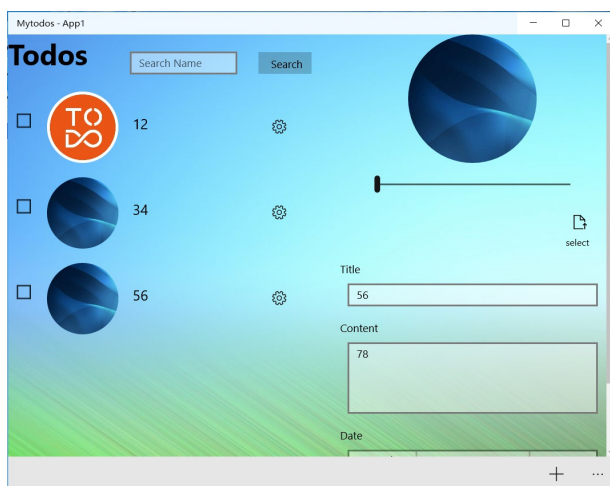 Mytodos - App1
Todos
Search Name
Search
TO
DO
12
34
56
select
Title
56
Content
78
Date